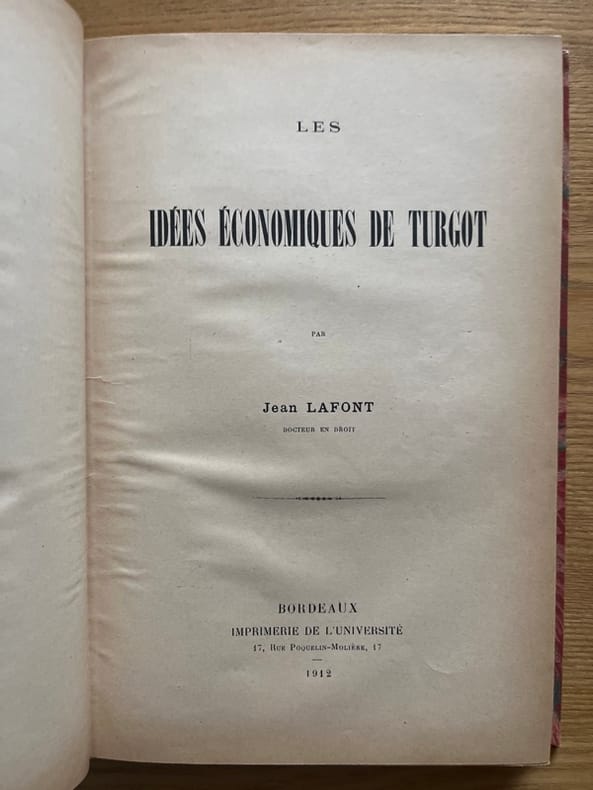 LES
IDÉES ÉCONOMIQUES DE TURGOT
PAR
Jean LAFONT
DOCTEUR EN DROIT
BORDEAUX
IMPRIMERIE DE L'UNIVERSITÉ
17, RUE POQUELIN-MOLIÈRE, 17
1912